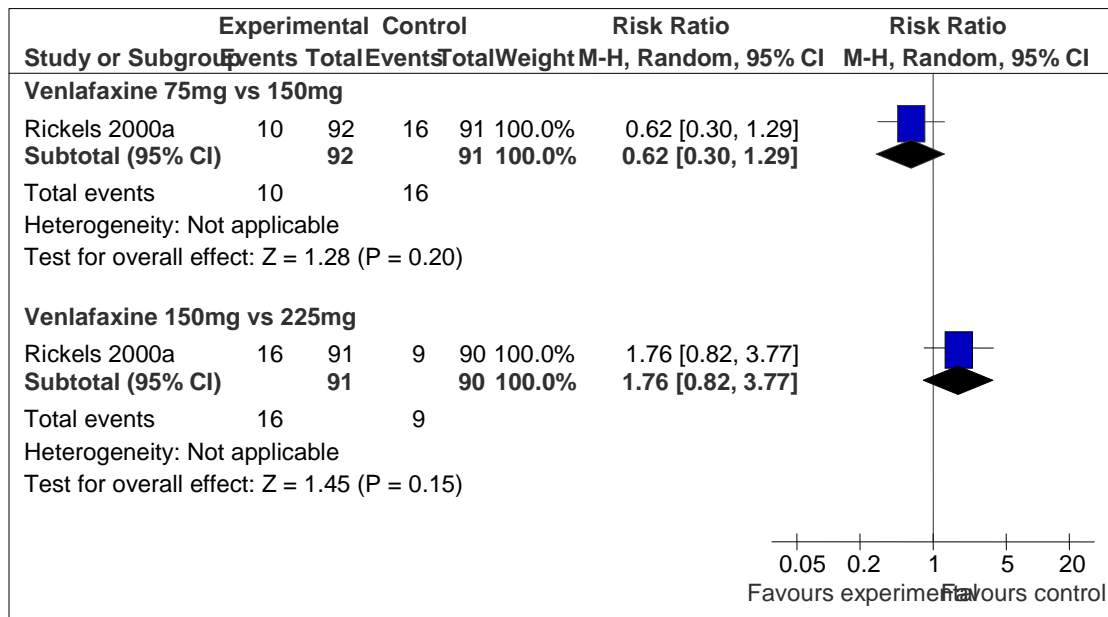 Experimental Control Risk Ratio Risk Ratio
Study or Subgroup Events Total Events Total Weight M-H, Random, 95% CI M-H, Random, 95% CI
Venlafaxine 75mg vs 150mg
Rickels 2000a 10 92 16 91 100.0% 0.62 [0.30, 1.29]
Subtotal (95% CI) 92 91 100.0% 0.62 [0.30, 1.29]
Total events 10 16
Heterogeneity: Not applicable
Test for overall effect: Z = 1.28 (P = 0.20)
Venlafaxine 150mg vs 225mg
Rickels 2000a 16 91 9 90 100.0% 1.76 [0.82, 3.77]
Subtotal (95% CI) 91 90 100.0% 1.76 [0.82, 3.77]
Total events 16 9
Heterogeneity: Not applicable
Test for overall effect: Z = 1.45 (P = 0.15)
0.05 0.2 1 5 20
Favours experimental Favours control